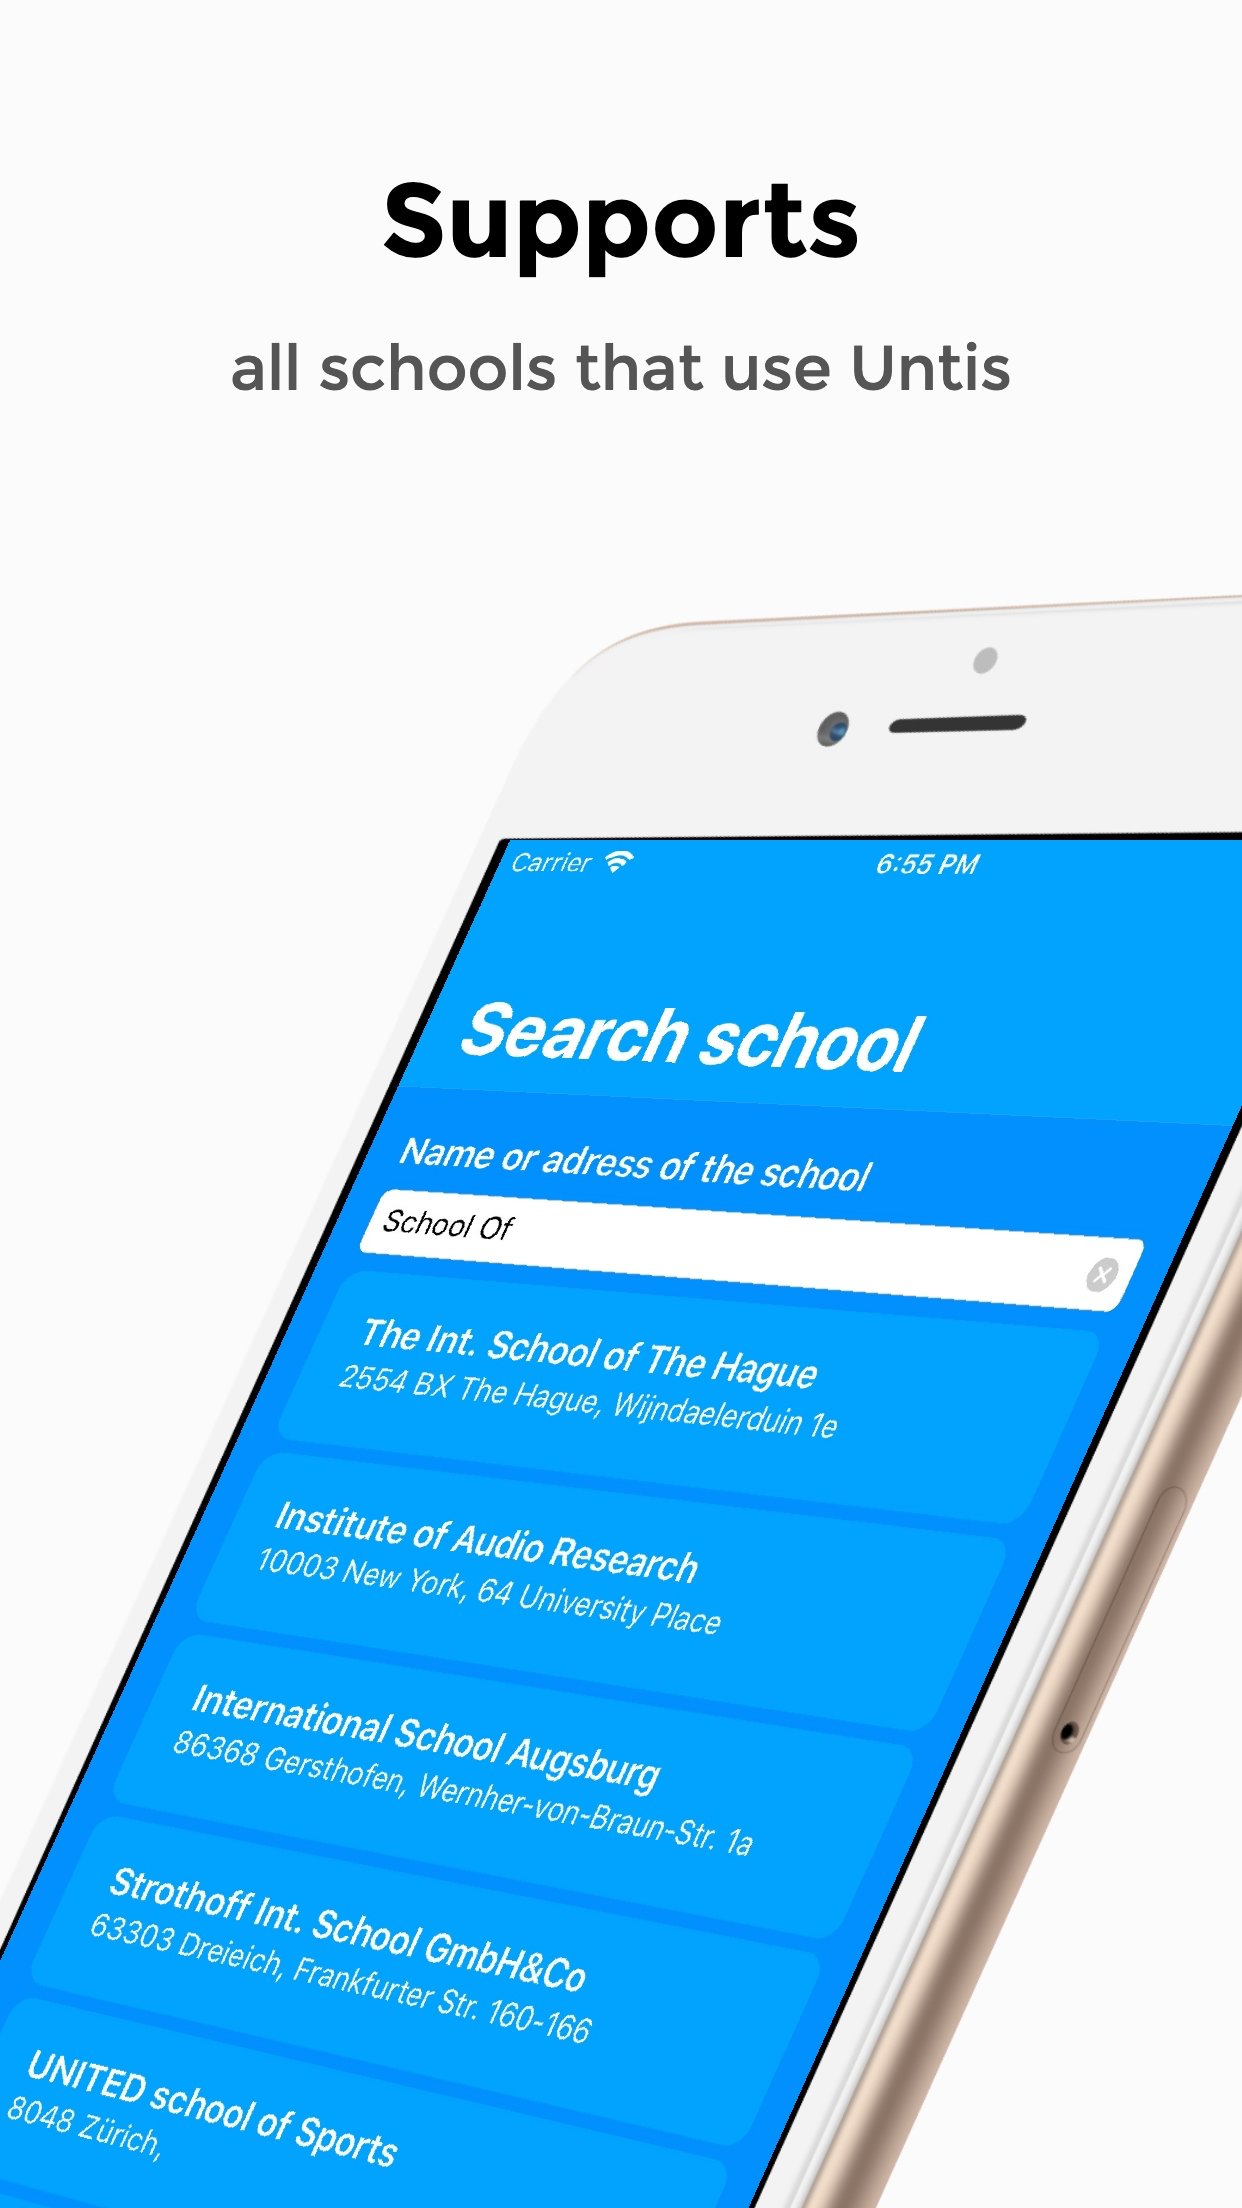 Supports
all schools that use Untis
Carrier
6:55 PM
Search school
Name or adress of the school
School Of
The Int. School of The Hague
2554 BX The Hague, Wijndaelerduin 1e
Institute of Audio Research
10003 New York, 64 University Place
International School Augsburg
86368 Gersthofen, Wernher-von-Braun-Str. 1a
Strothoff Int. School GmbH&Co
63303 Dreieich, Frankfurter Str. 160-166
UNITED school of Sports
8048 Zürich,